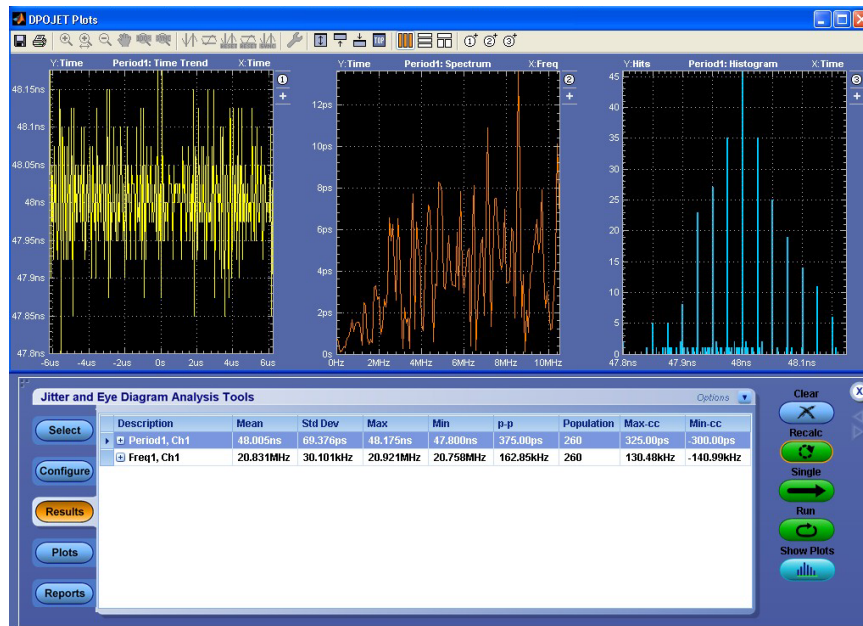 DPOJET Plots
TOP
Y:Time Period1: Time Trend X:Time
48.15ns
48.1ns
48.05ns
48ns
47.95ns
47.9ns
47.85ns
47.8ns
-6us -4us -2us 0s 2us 4us 6us
1
Y:Time Period1: Spectrum X:Freq
12ps
10ps
8ps
6ps
4ps
2ps
0s
0Hz 2MHz 4MHz 6MHz 8MHz 10MHz
2
Y:Hits Period1: Histogram X:Time
45
40
35
30
25
20
15
10
5
0
47.8ns 47.9ns 48ns 48.1ns
3
Jitter and Eye Diagram Analysis Tools
Options
Select
Configure
Results
Plots
Reports
Description Mean Std Dev Max Min p-p Population Max-cc Min-cc
Period1, Ch1 48.005ns 69.376ps 48.175ns 47.800ns 375.00ps 260 325.00ps -300.00ps
Freq1, Ch1 20.831MHz 30.101kHz 20.921MHz 20.758MHz 162.85kHz 260 130.48kHz -140.99kHz
Clear
Recalc
Single
Run
Show Plots